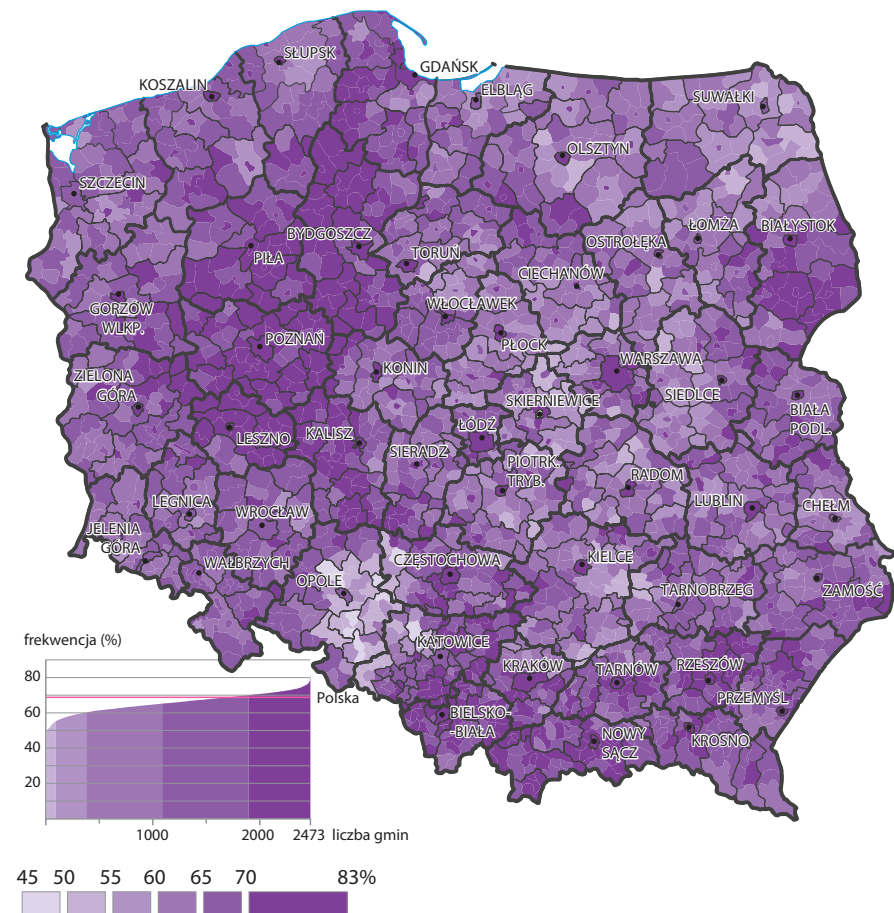 SŁUPSK
GDAŃSK
KOSZALIN
ELBLĄG
SUWAŁKI
OLSZTYN
SZCZECIN
ŁOMŻA
BIAŁYSTOK
BYDGOSZCZ
OSTROŁĘKA
PIŁA
TORUŃ
CIECHANÓW
GORZÓW
WLKP.
WŁOCŁAWEK
POZNAŃ
PŁOCK
WARSZAWA
KONIN
ZIELONA
GÓRA
SIEDLCE
SKIERNIEWICE
BIAŁA
PODL.
LESZNO
KALISZ
ŁÓDŹ
SIERADZ
PIOTRK.
TRYB.
RADOM
LEGNICA
WROCŁAW
LUBLIN
CHEŁM
JELENIA
GÓRA
WAŁBRZYCH
OPOLE
CZĘSTOCHOWA
KIELCE
TARNOBRZEG
ZAMOŚĆ
KATOWICE
KRAKÓW
TARNÓW
RZESZÓW
PRZEMYŚL
BIELSKO-
-BIAŁA
NOWY
SĄCZ
KROSNO
frekwencja (%)
80
Polska
60
40
20
1000 2000 2473 liczba gmin
45 50 55 60 65 70 83%